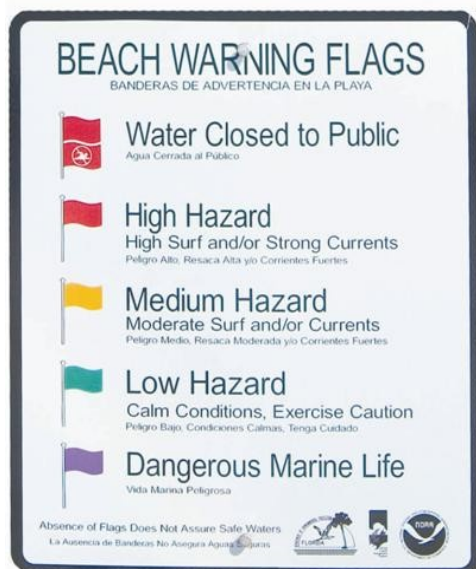 BEACH WARNING FLAGS
BANDERAS DE ADVERTENCIA EN LA PLAYA
Water Closed to Public
Agua Cerrada al Público
High Hazard
High Surf and/or Strong Currents
Peligro Alto, Resaca Alta y/o Corrientes Fuertes
Medium Hazard
Moderate Surf and/or Currents
Peligro Medio, Resaca Moderada y/o Corrientes Fuertes
Low Hazard
Calm Conditions, Exercise Caution
Peligro Bajo, Condiciones Calmas, Tenga Cuidado
Dangerous Marine Life
Vida Marina Peligrosa
Absence of Flags Does Not Assure Safe Waters
La Ausencia de Banderas No Asegura Aguas Seguras
FLORIDA
NOAA